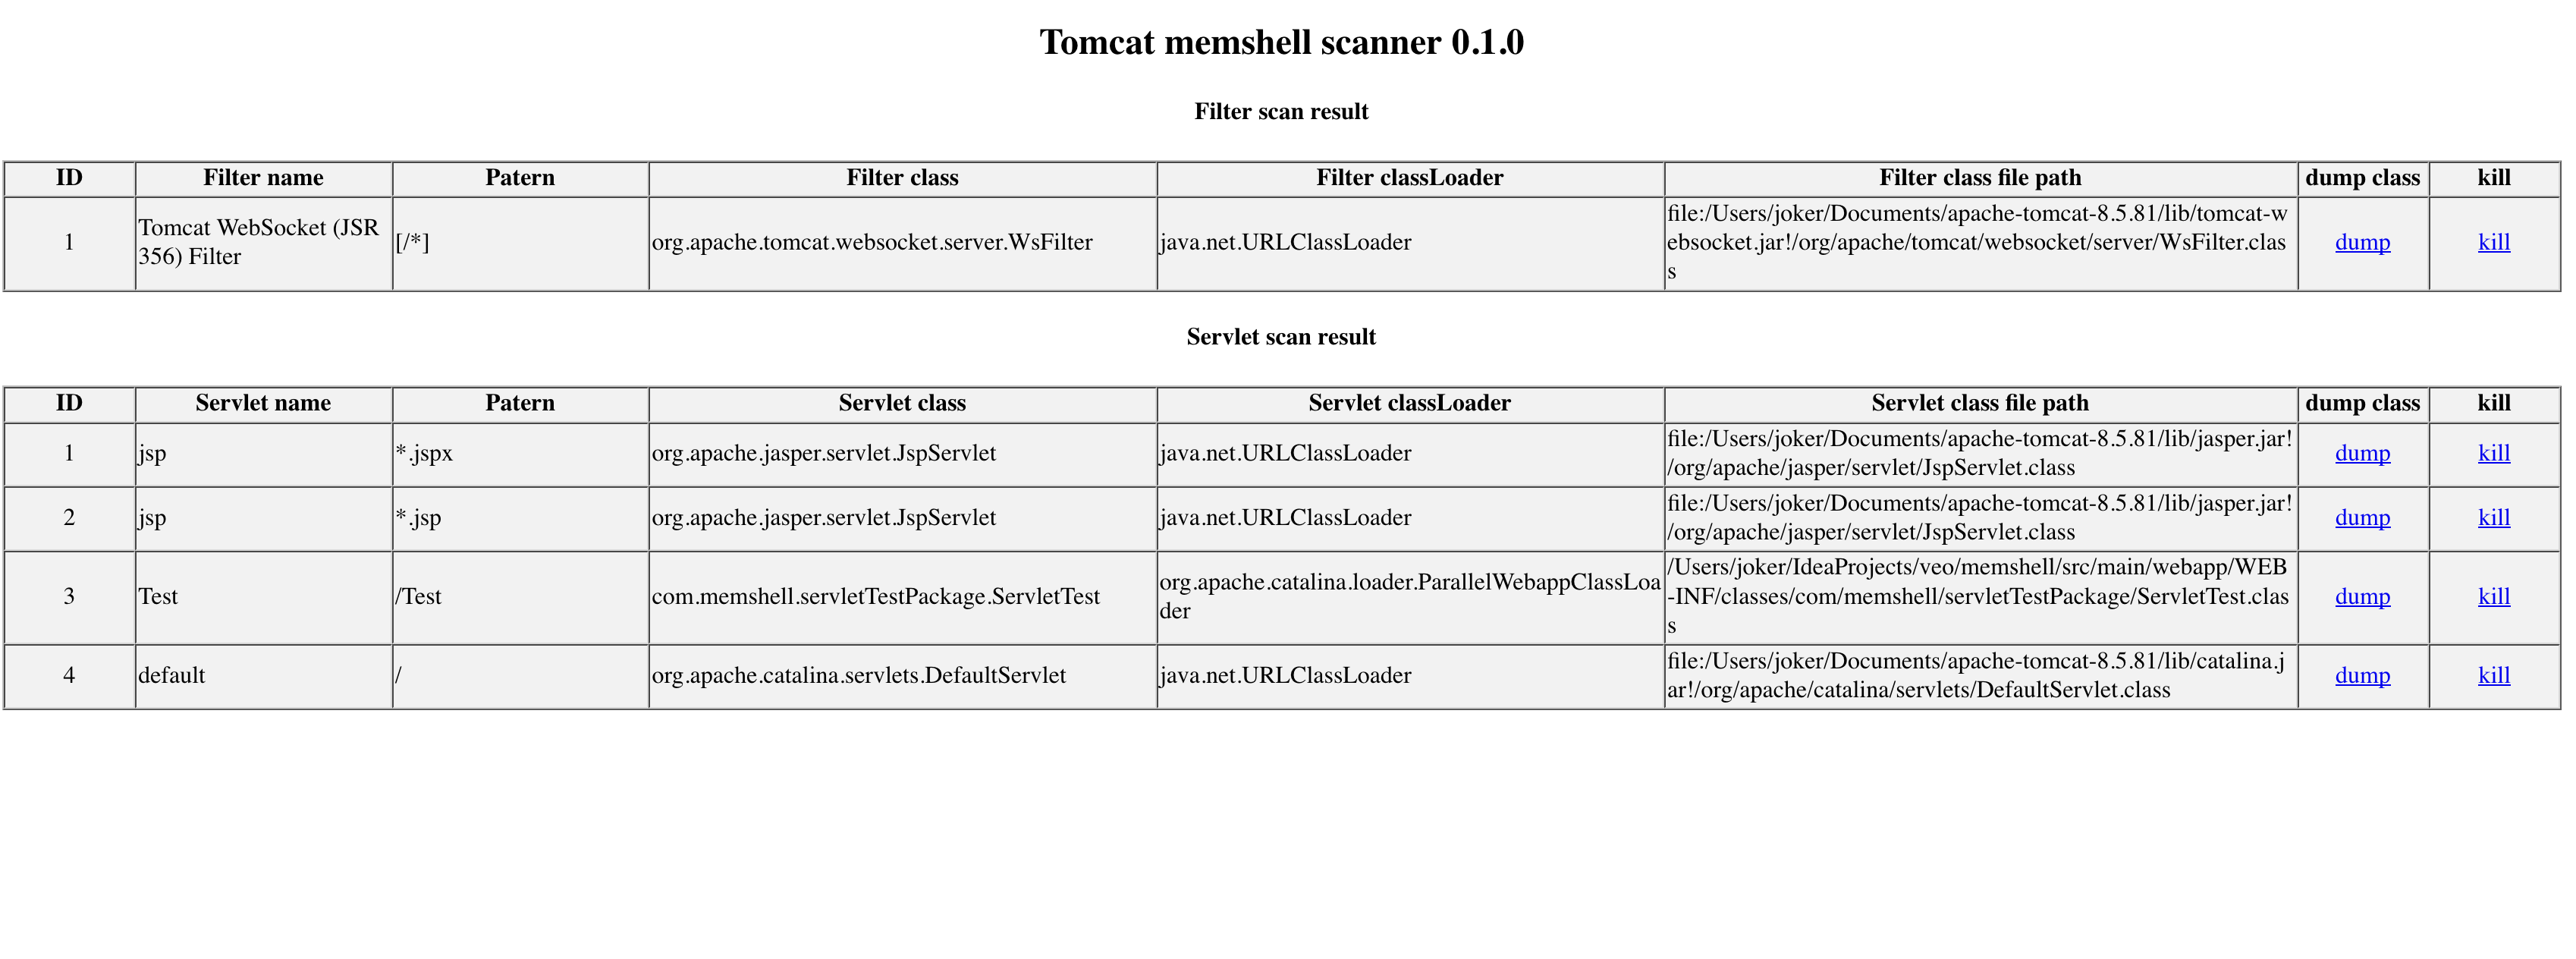 Tomcat memshell scanner 0.1.0
Filter scan result
ID Filter name Patern Filter class Filter classLoader Filter class file path dump class kill
1 Tomcat WebSocket (JSR
356) Filter [/*] org.apache.tomcat.websocket.server.WsFilter java.net.URLClassLoader file:/Users/joker/Documents/apache-tomcat-8.5.81/lib/tomcat-w
ebsocket.jar!/org/apache/tomcat/websocket/server/WsFilter.clas
s dump kill
Servlet scan result
ID Servlet name Patern Servlet class Servlet classLoader Servlet class file path dump class kill
1 jsp *.jspx org.apache.jasper.servlet.JspServlet java.net.URLClassLoader file:/Users/joker/Documents/apache-tomcat-8.5.81/lib/jasper.jar!
/org/apache/jasper/servlet/JspServlet.class dump kill
2 jsp *.jsp org.apache.jasper.servlet.JspServlet java.net.URLClassLoader file:/Users/joker/Documents/apache-tomcat-8.5.81/lib/jasper.jar!
/org/apache/jasper/servlet/JspServlet.class dump kill
3 Test /Test com.memshell.servletTestPackage.ServletTest org.apache.catalina.loader.ParallelWebappClassLoa
der /Users/joker/IdeaProjects/veo/memshell/src/main/webapp/WEB
-INF/classes/com/memshell/servletTestPackage/ServletTest.clas
s dump kill
4 default / org.apache.catalina.servlets.DefaultServlet java.net.URLClassLoader file:/Users/joker/Documents/apache-tomcat-8.5.81/lib/catalina.j
ar!/org/apache/catalina/servlets/DefaultServlet.class dump kill